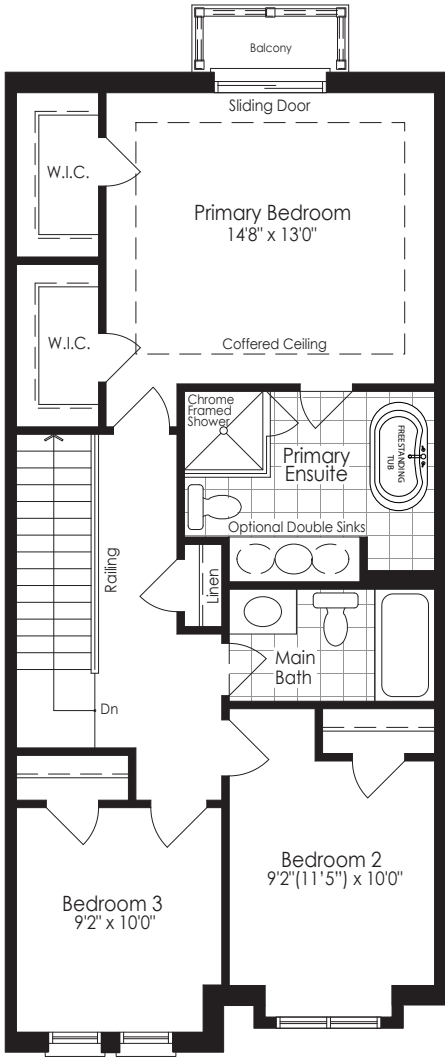 Balcony
Sliding Door
W.I.C.
Primary Bedroom
14'8" x 13'0"
W.I.C.
Coffered Ceiling
Chrome
Framed
Shower
Primary
Ensuite
FREESTANDING
TUB
Optional Double Sinks
Railing
Linen
Main
Bath
Dn
Bedroom 2
9'2"(11'5") x 10'0"
Bedroom 3
9'2" x 10'0"